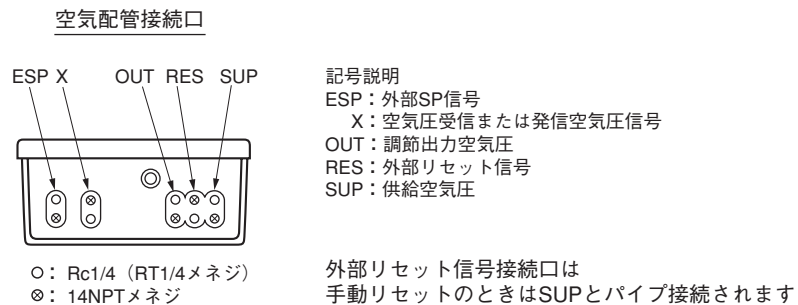 空気配管接続口
ESP X OUT RES SUP
記号説明
ESP：外部SP信号
X：空気圧受信または発信空気圧信号
OUT：調節出力空気圧
RES：外部リセット信号
SUP：供給空気圧
○：Rc1/4（RT1/4メネジ）
⊗：14NPTメネジ
外部リセット信号接続口は
手動リセットのときはSUPとパイプ接続されます